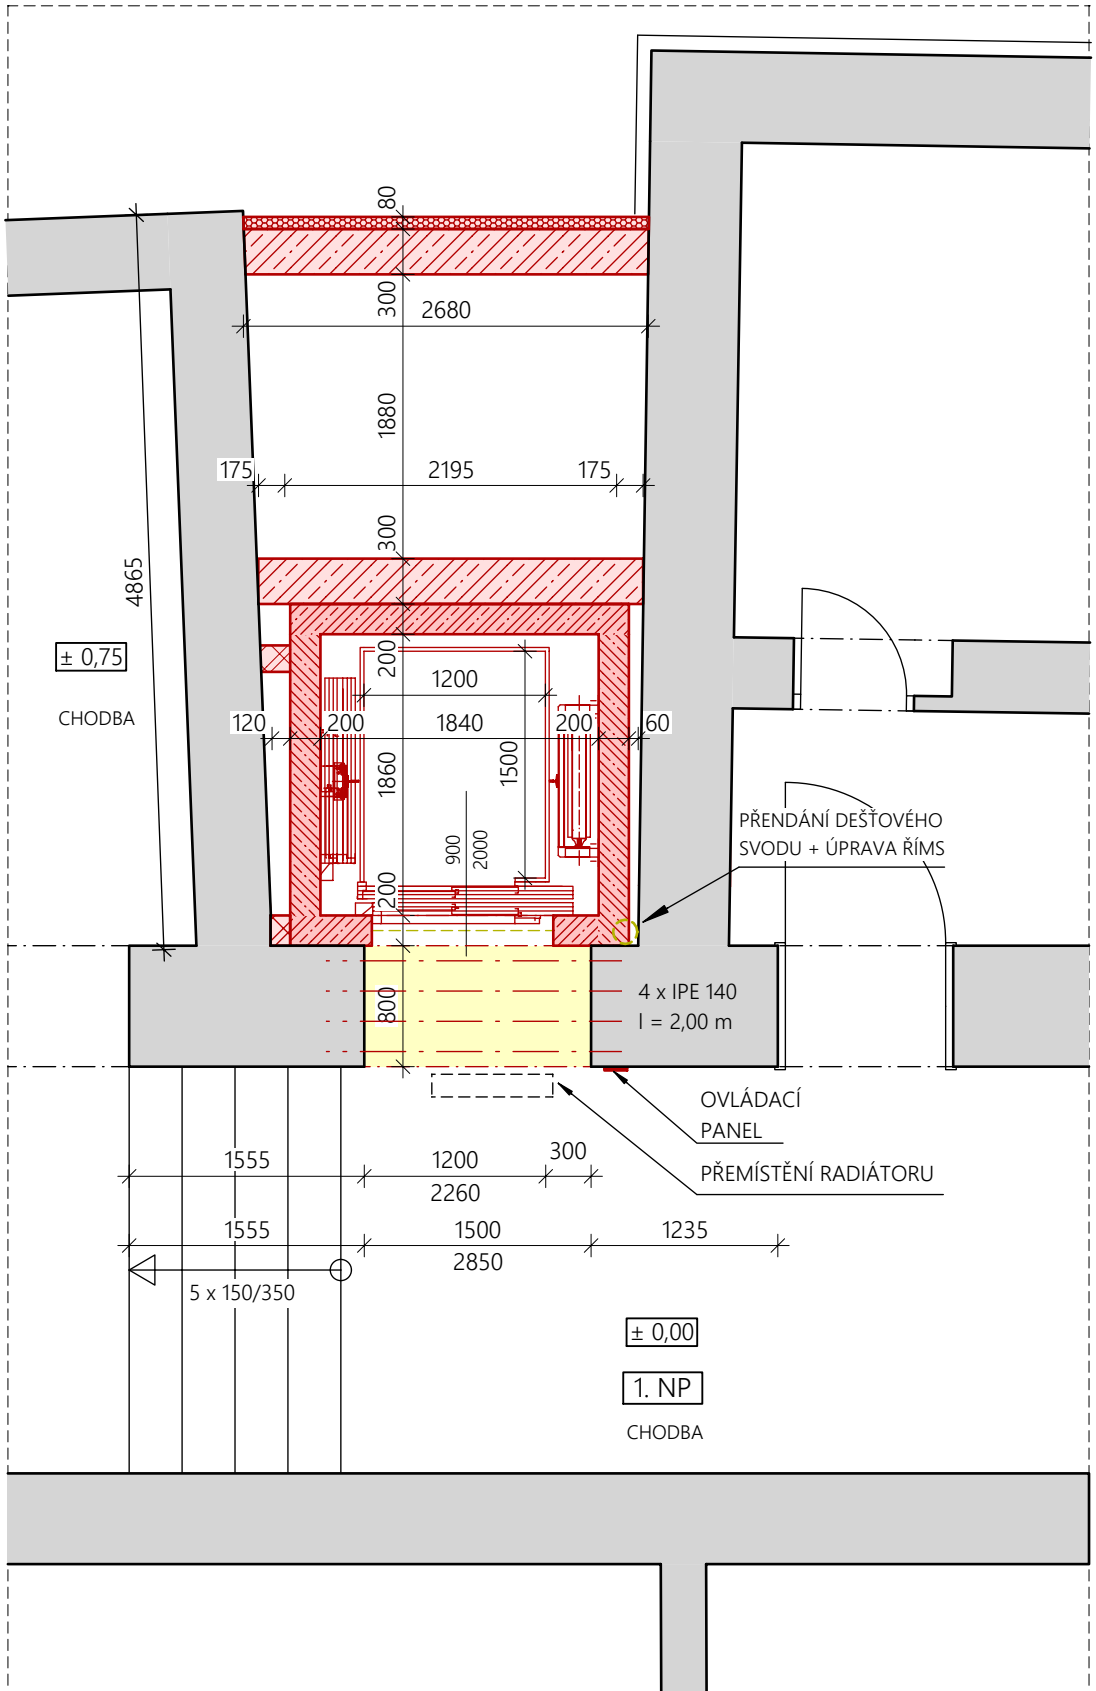 80
300
2680
1880
175
2195
175
300
4865
± 0,75
CHODBA
200
1200
120
200
1840
200
60
1860
1500
900
2000
PŘENDÁNÍ DEŠŤOVÉHO
SVODU + ÚPRAVA ŘÍMS
200
800
4 x IPE 140
l = 2,00 m
OVLÁDACÍ
PANEL
PŘEMÍSTĚNÍ RADIÁTORU
1555
1200
300
2260
1555
1500
1235
2850
5 x 150/350
± 0,00
1. NP
CHODBA